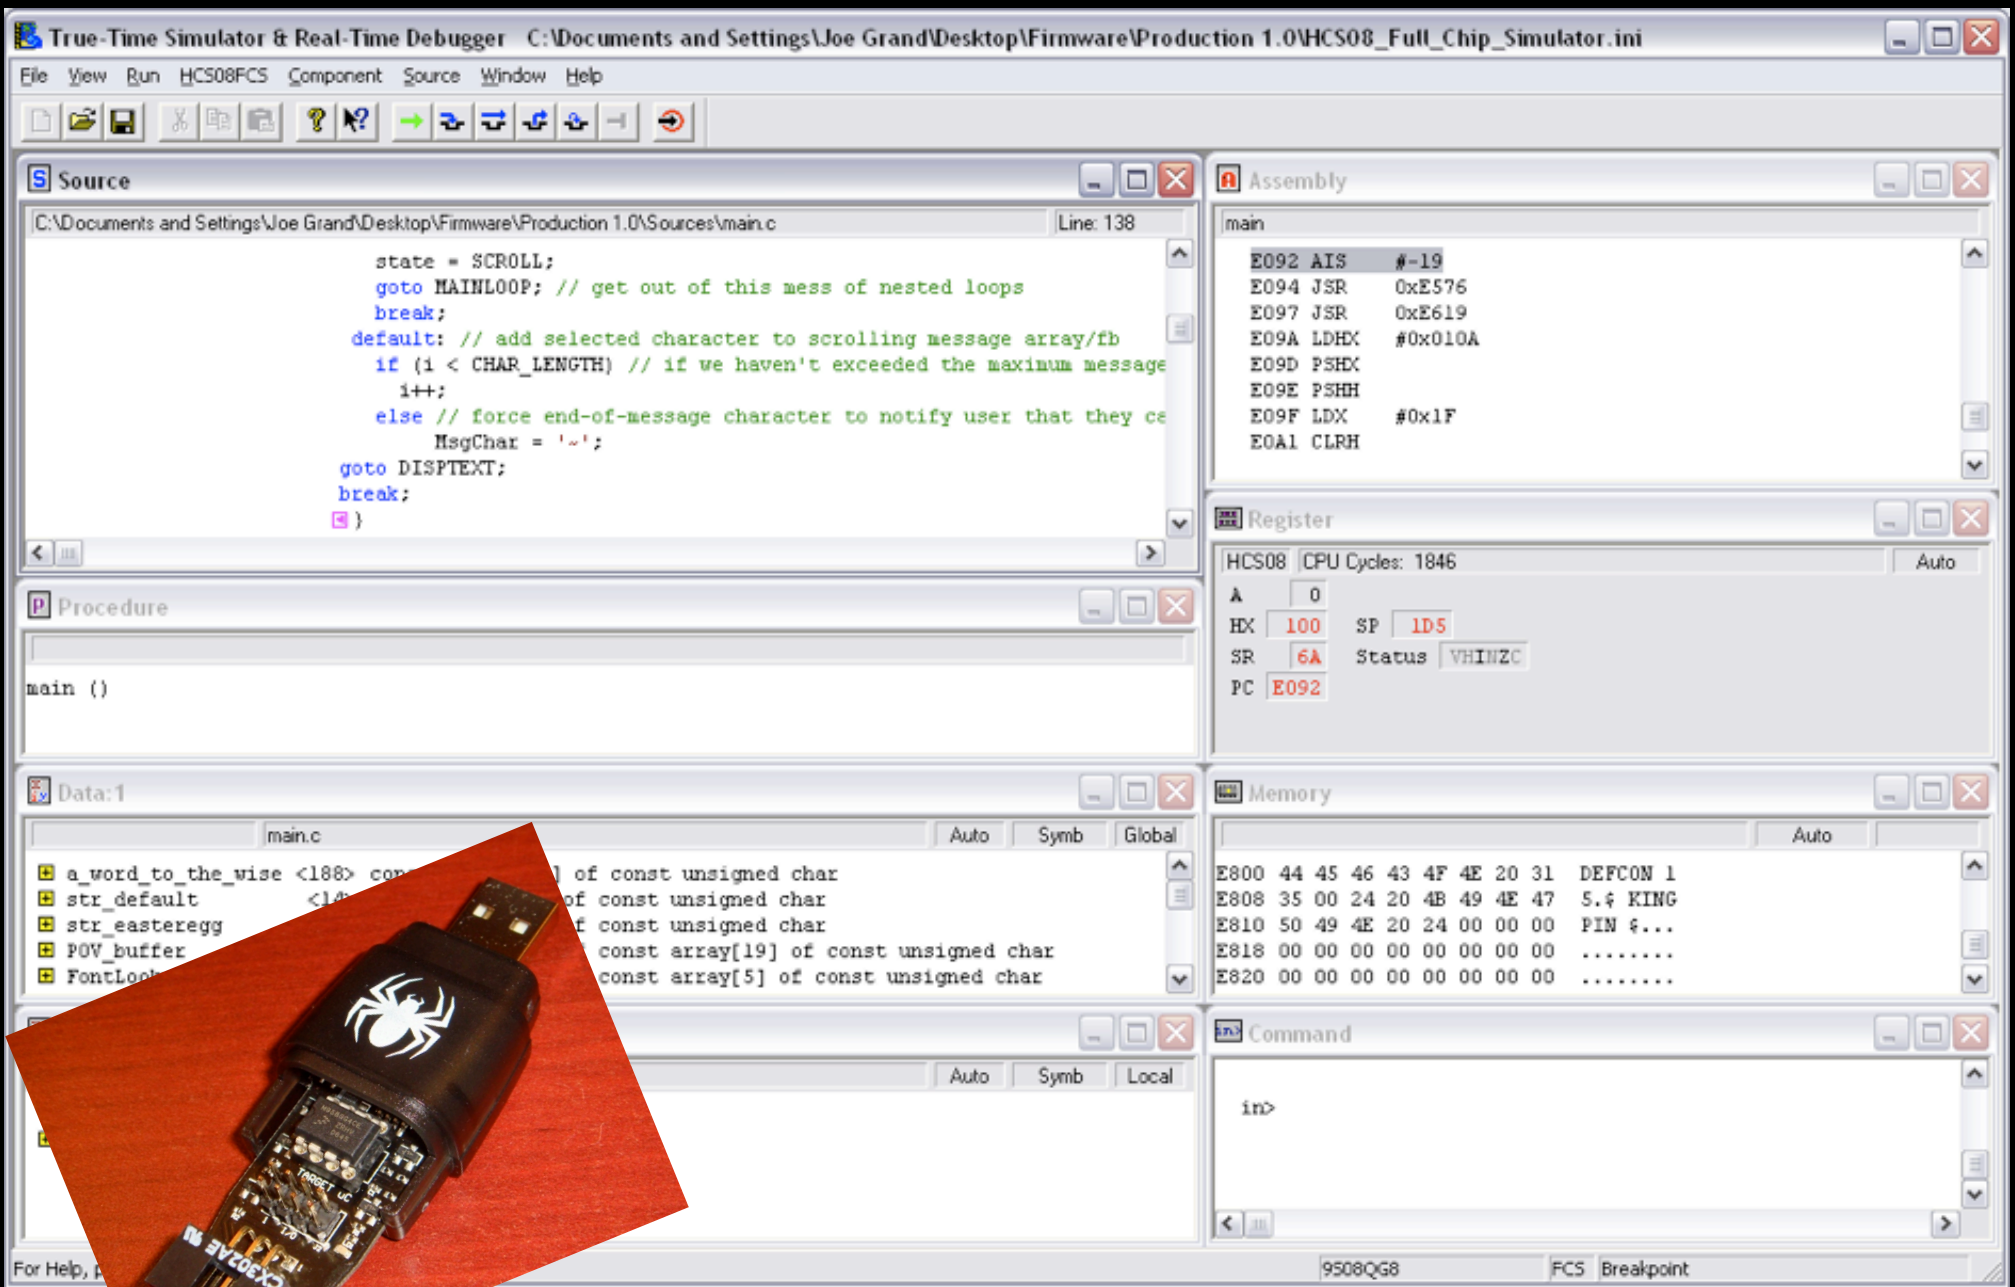 True-Time Simulator & Real-Time Debugger C:\Documents and Settings\Joe Grand\Desktop\Firmware\Production 1.0\HCS08_Full_Chip_Simulator.ini
File View Run HCS08FCS Component Source Window Help
Source
C:\Documents and Settings\Joe Grand\Desktop\Firmware\Production 1.0\Sources\main.c Line: 138
state = SCROLL;
goto MAINLOOP; // get out of this mess of nested loops
break;
default: // add selected character to scrolling message array/fb
if (i < CHAR_LENGTH) // if we haven't exceeded the maximum message
i++;
else // force end-of-message character to notify user that they ca
MsgChar = '~';
goto DISPTEXT;
break;
}
Assembly
main
E092 AIS #-19
E094 JSR 0xE576
E097 JSR 0xE619
E09A LDHX #0x010A
E09D PSHX
E09E PSHH
E09F LDX #0x1F
E0A1 CLRH
Register
HCS08 CPU Cycles: 1846 Auto
A 0
HX 100 SP 1D5
SR 6A Status VHINZC
PC E092
Procedure
main ()
Data:1
main.c Auto Symb Global
a_word_to_the_wise <188> con ] of const unsigned char
str_default <1 of const unsigned char
str_easteregg f const unsigned char
POV_buffer const array[19] of const unsigned char
FontLook const array[5] of const unsigned char
Memory
Auto
E800 44 45 46 43 4F 4E 20 31 DEFCON 1
E808 35 00 24 20 4B 49 4E 47 5.$ KING
E810 50 49 4E 20 24 00 00 00 PIN $...
E818 00 00 00 00 00 00 00 00 ........
E820 00 00 00 00 00 00 00 00 ........
Auto Symb Local
Command
in>
TARGET uC
I/O
CX302AE
For Help, p
9S08QG8 FCS Breakpoint